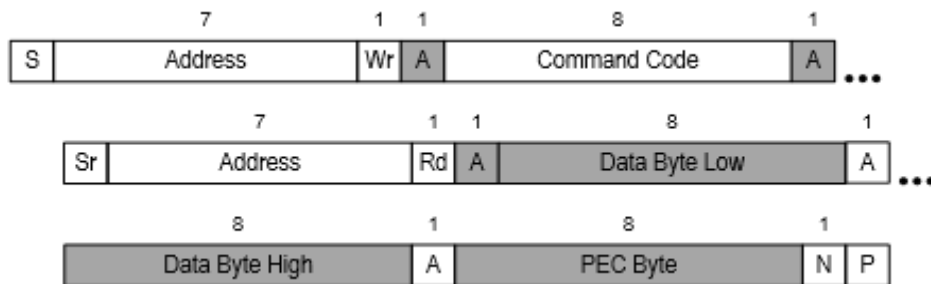 7 1 1 8 1
S Address Wr A Command Code A ...
7 1 1 8 1
Sr Address Rd A Data Byte Low A ...
8 1 8 1
Data Byte High A PEC Byte N P